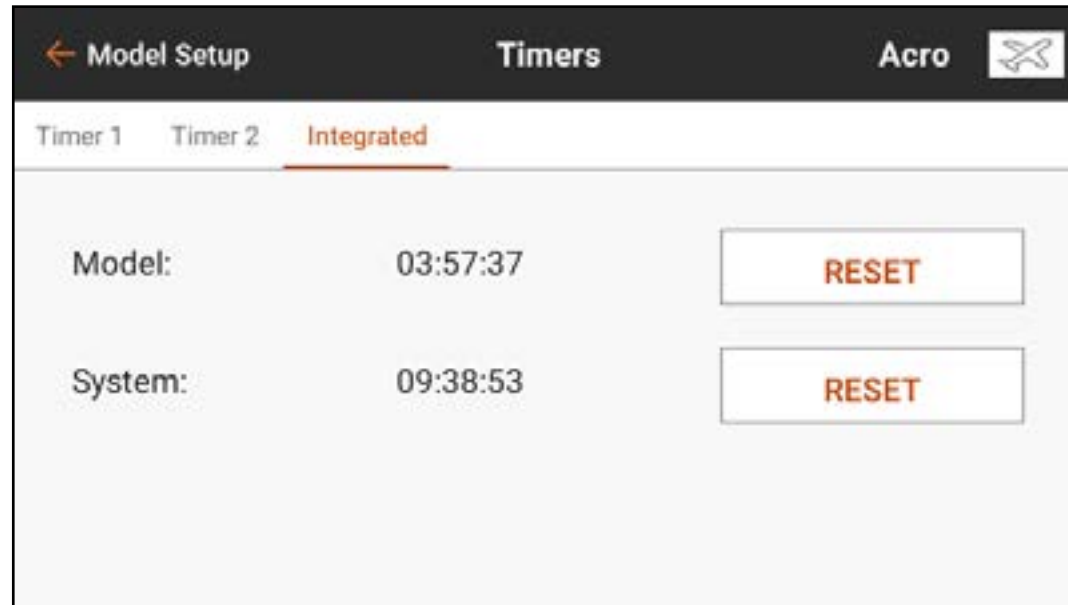 ← Model Setup Timers Acro
Timer 1 Timer 2 Integrated
Model: 03:57:37 RESET
System: 09:38:53 RESET